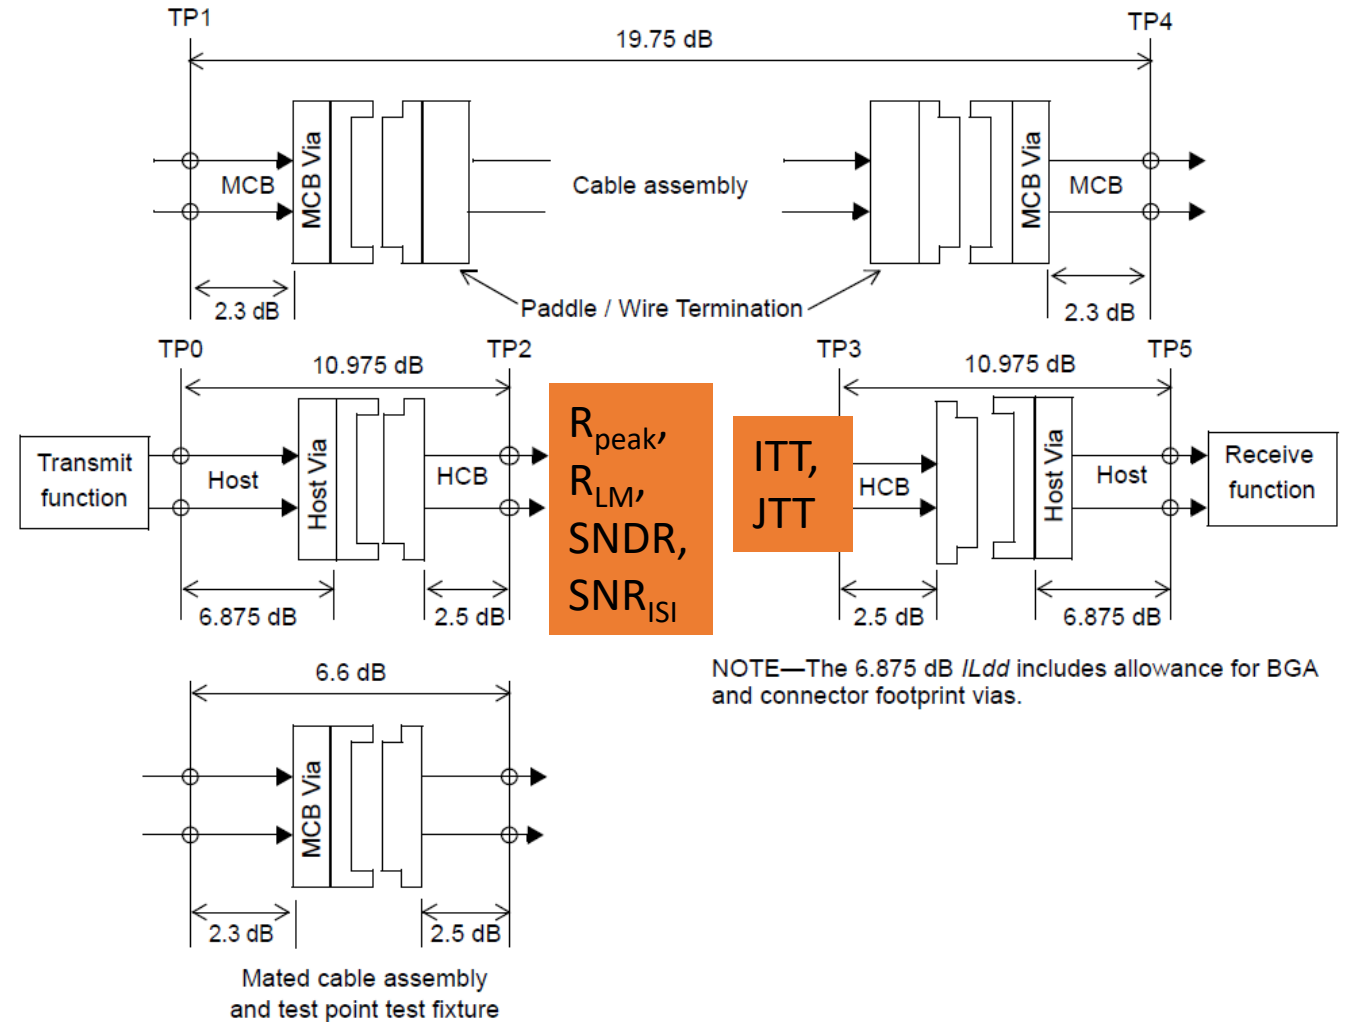 TP1
TP4
19.75 dB
MCB
MCB Via
Cable assembly
MCB Via
MCB
2.3 dB
Paddle / Wire Termination
2.3 dB
TP0
10.975 dB
TP2
Transmit
function
Host
Host Via
HCB
6.875 dB
2.5 dB
Rpeak,
RLM,
SNDR,
SNRISI
TP3
10.975 dB
TP5
ITT,
JTT
HCB
Host Via
Host
Receive
function
2.5 dB
6.875 dB
NOTE—The 6.875 dB ILdd includes allowance for BGA
and connector footprint vias.
6.6 dB
MCB Via
2.3 dB
2.5 dB
Mated cable assembly
and test point test fixture